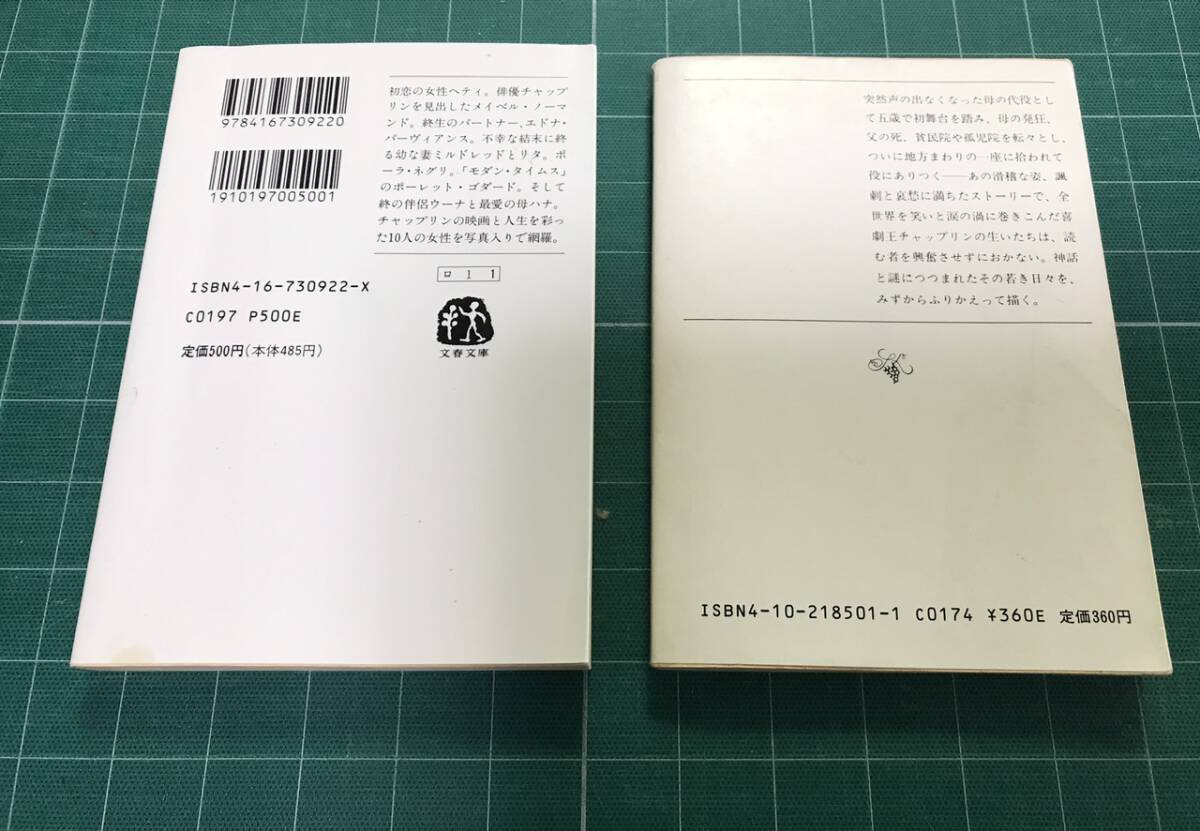 9784167309220
1910197005001
ISBN4-16-730922-X
C0197 P500E
定価500円(本体485円)
初恋の女性ヘティ。俳優チャップ
リンを見出したメイベル・ノーマ
ンド。終生のパートナー、エドナ・
パーヴィアンス。不幸な結末に終
る幼な妻ミルドレッドとリタ。ポ
ーラ・ネグリ。「モダン・タイムス」
のポーレット・ゴダード。そして
終の伴侶ウーナと最愛の母ハナ。
チャップリンの映画と人生を彩っ
た10人の女性を写真入りで網羅。
ロ 1 1
文春文庫
突然声の出なくなった母の代役とし
て五歳で初舞台を踏み、母の発狂、
父の死、貧民院や孤児院を転々とし、
ついに地方まわりの一座に拾われて
役にありつく——あの滑稽な姿、諷
刺と哀愁に満ちたストーリーで、全
世界を笑いと涙の渦に巻きこんだ喜
劇王チャップリンの生いたちは、読
む者を興奮させずにおかない。神話
と謎につつまれたその若き日々を、
みずからふりかえって描く。
ISBN4-10-218501-1 C0174 ¥360E 定価360円